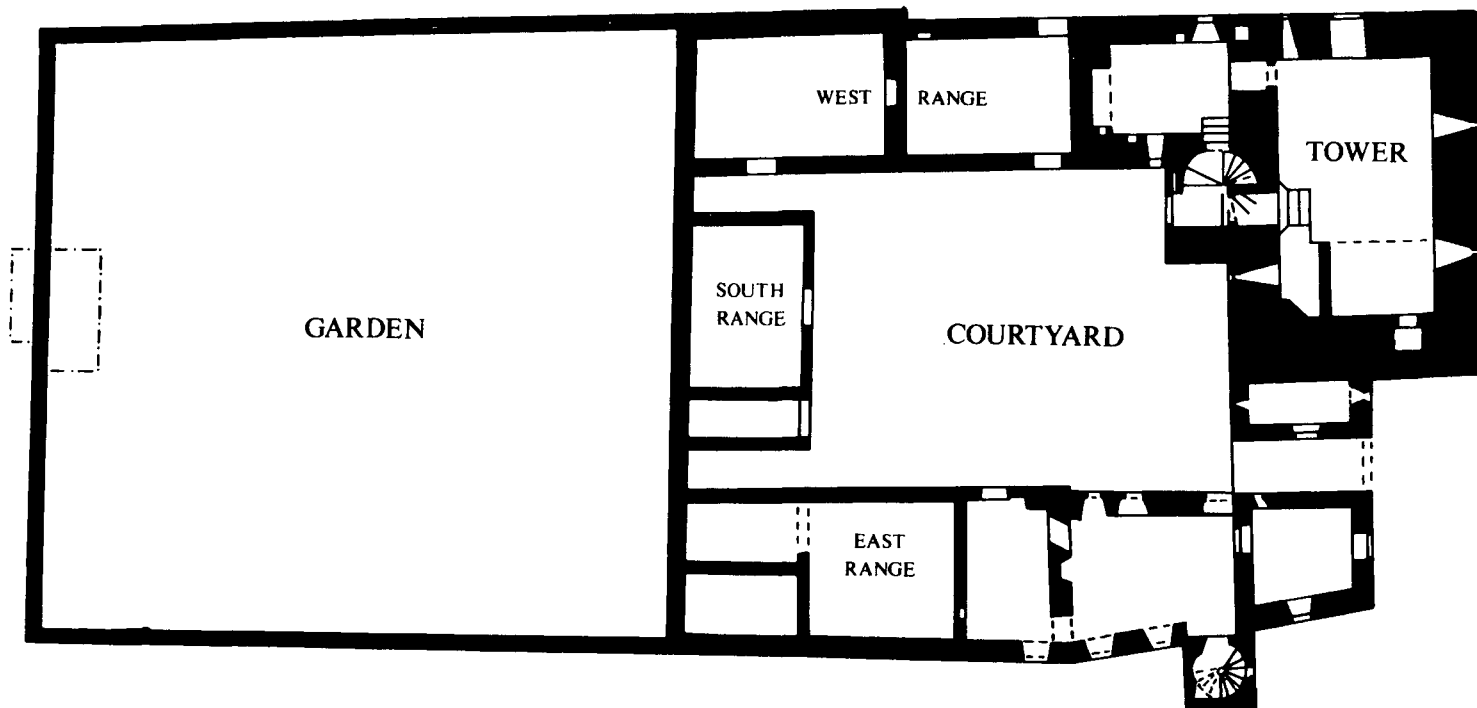 WEST RANGE
TOWER
SOUTH
RANGE
GARDEN
COURTYARD
EAST
RANGE